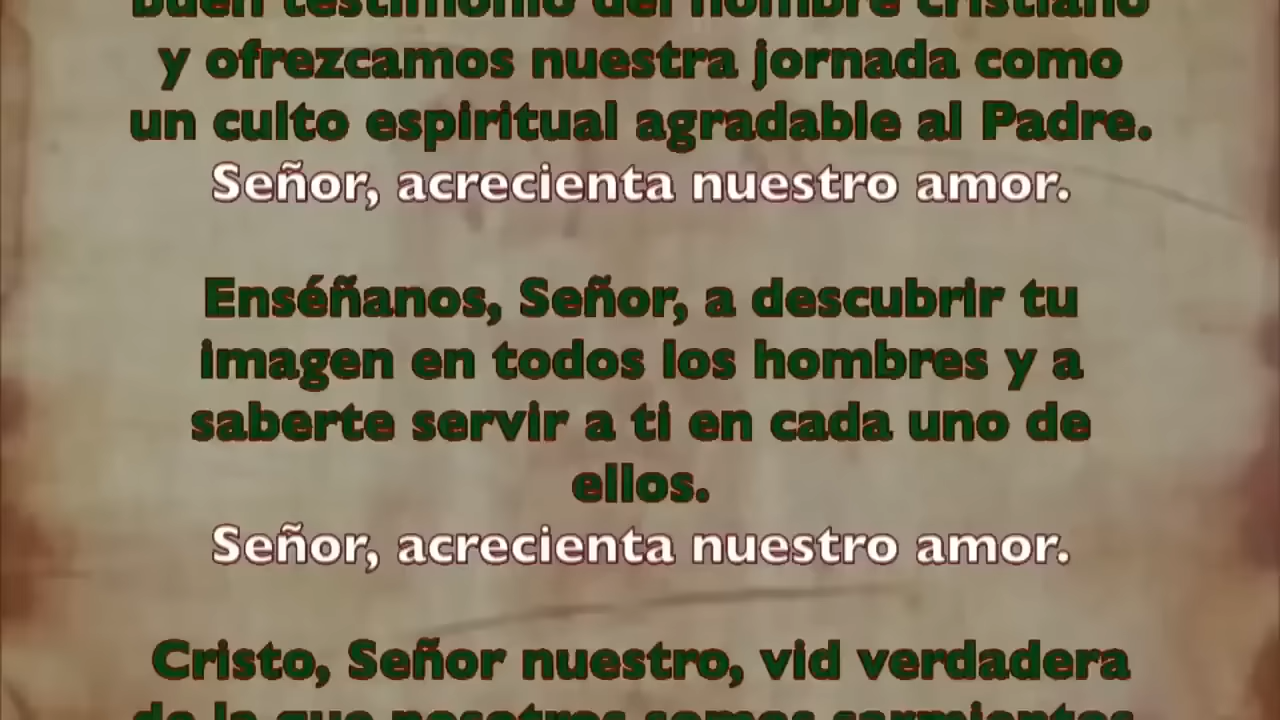 buen testimonio del nombre cristiano
y ofrezcamos nuestra jornada como
un culto espiritual agradable al Padre.
Señor, acrecienta nuestro amor.
Enséñanos, Señor, a descubrir tu
imagen en todos los hombres y a
saberte servir a ti en cada uno de
ellos.
Señor, acrecienta nuestro amor.
Cristo, Señor nuestro, vid verdadera
de la que nosotros somos sarmientos